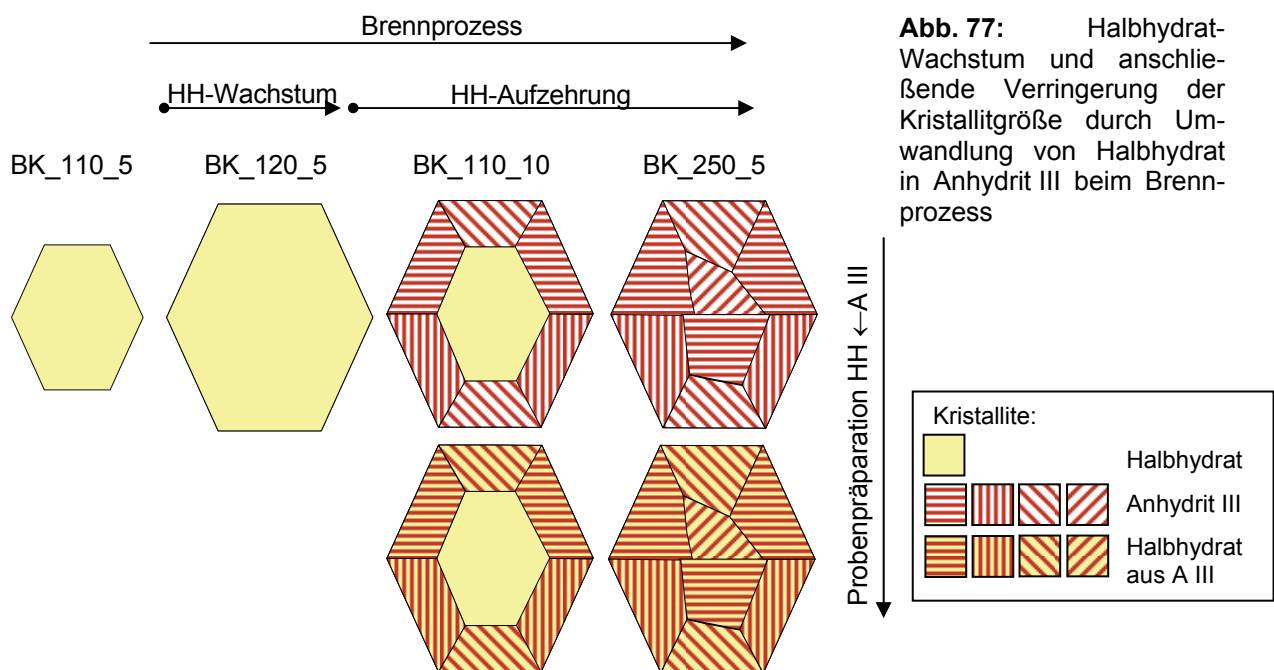 Brennprozess
HH-Wachstum
HH-Aufzehrung
BK_110_5
BK_120_5
BK_110_10
BK_250_5
Abb. 77: Halbhydrat-
Wachstum und anschlie-
ßende Verringerung der
Kristallitgröße durch Um-
wandlung von Halbhydrat
in Anhydrit III beim Brenn-
prozess
Probenpräparation HH ← A III
Kristallite:
Halbhydrat
Anhydrit III
Halbhydrat
aus A III